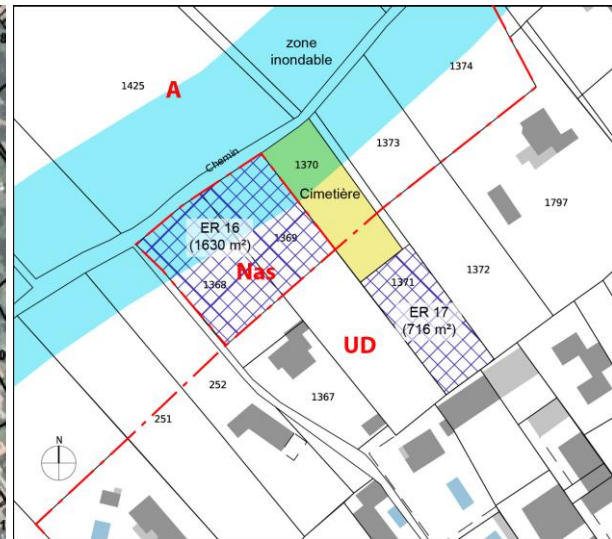 zone
inondable
1425
A
1374
Chemin
1373
1370
Cimetière
1797
ER 16
(1630 m²)
1369
Nas
1368
1372
1371
ER 17
(716 m²)
UD
252
1367
251
N